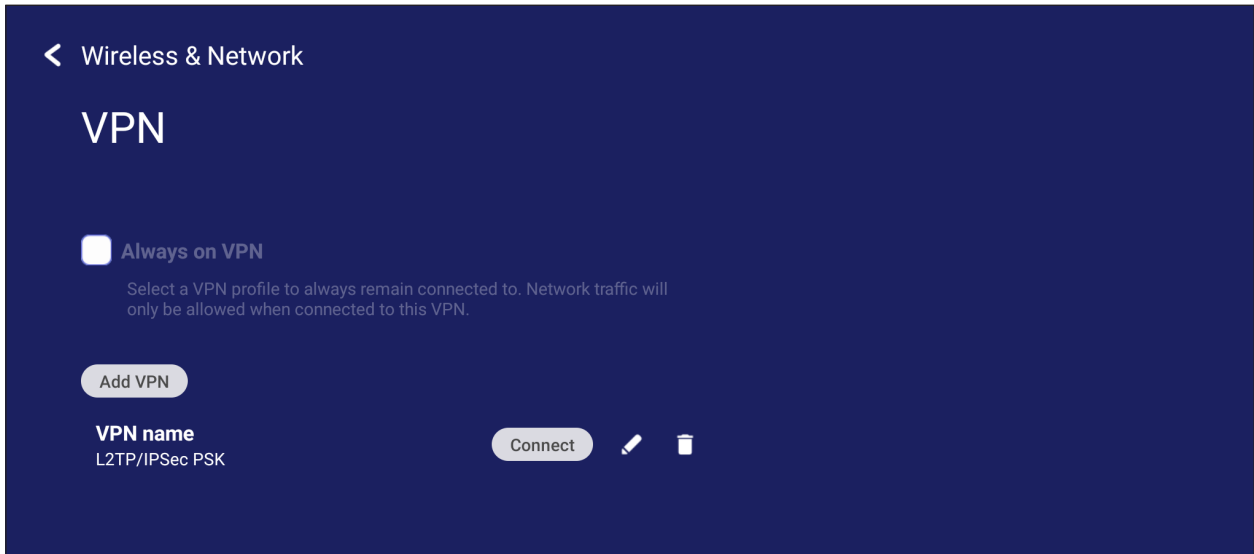 Wireless & Network
VPN
Always on VPN
Select a VPN profile to always remain connected to. Network traffic will
only be allowed when connected to this VPN.
Add VPN
VPN name
L2TP/IPSec PSK
Connect